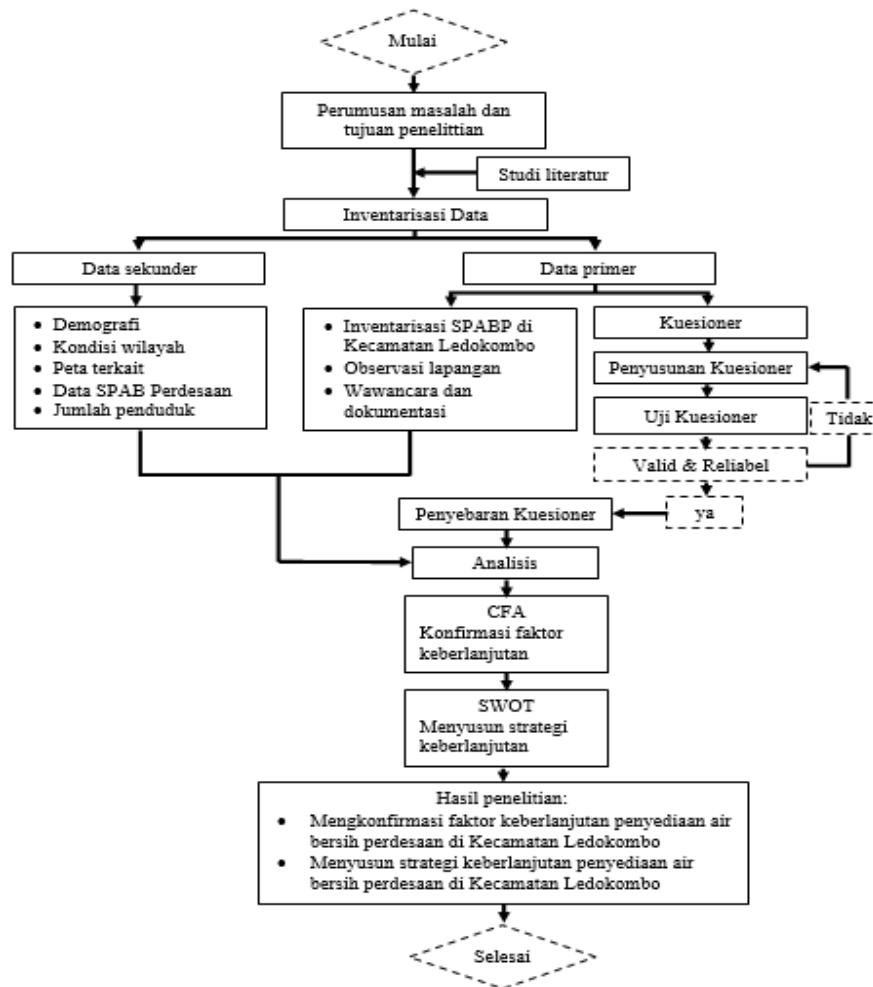 Mulai
Perumusan masalah dan
tujuan penelittian
Studi literatur
Inventarisasi Data
Data sekunder
Data primer
• Demografi
• Kondisi wilayah
• Peta terkait
• Data SPAB Perdesaan
• Jumlah penduduk
• Inventarisasi SPABP di
Kecamatan Ledokombo
• Observasi lapangan
• Wawancara dan
dokumentasi
Kuesioner
Penyusunan Kuesioner
Uji Kuesioner
Tidak
Valid & Reliabel
ya
Penyebaran Kuesioner
Analisis
CFA
Konfirmasi faktor
keberlanjutan
SWOT
Menyusun strategi
keberlanjutan
Hasil penelitian:
• Mengkonfirmasi faktor keberlanjutan penyediaan air
bersih perdesaan di Kecamatan Ledokombo
• Menyusun strategi keberlanjutan penyediaan air
bersih perdesaan di Kecamatan Ledokombo
Selesai